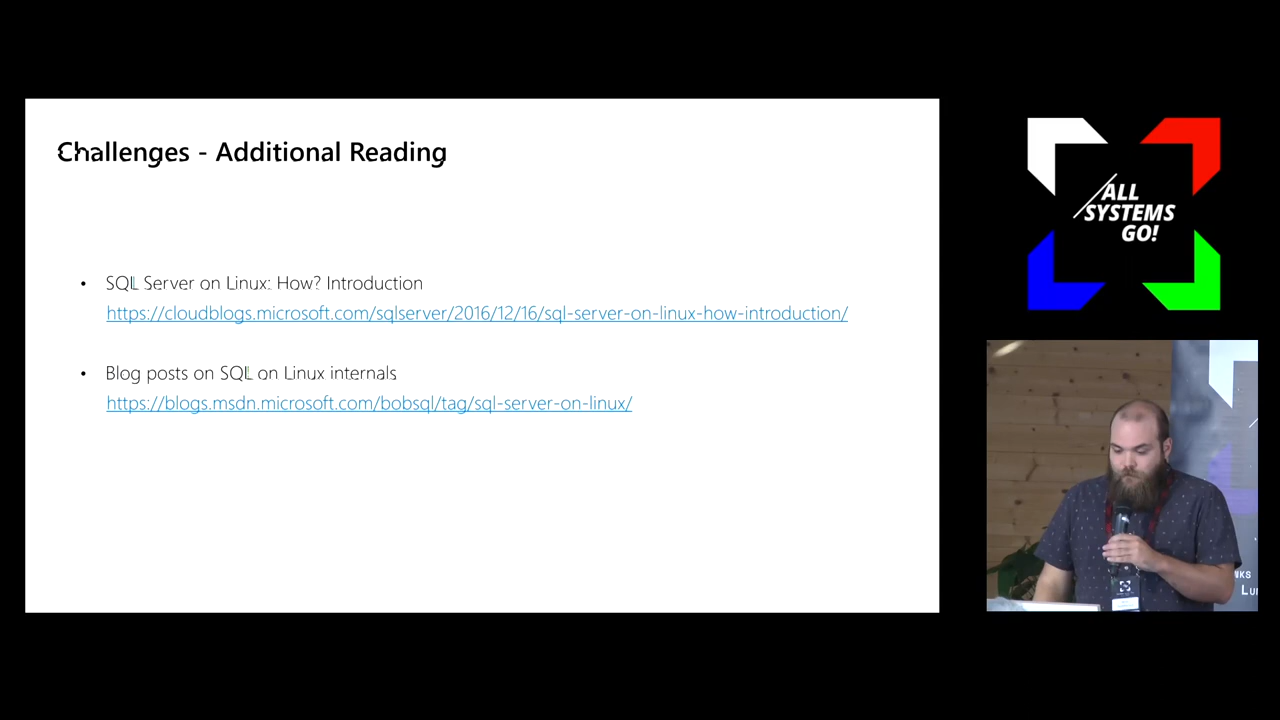 Challenges - Additional Reading
• SQL Server on Linux: How? Introduction
https://cloudblogs.microsoft.com/sqlserver/2016/12/16/sql-server-on-linux-how-introduction/
• Blog posts on SQL on Linux internals
https://blogs.msdn.microsoft.com/bobsql/tag/sql-server-on-linux/
ALL
SYSTEMS
GO!